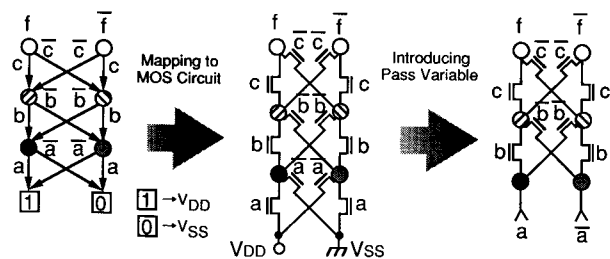 f f̅
c c̅ c̅ c
b b̅ b̅ b
a a̅ a̅ a
1 0
Mapping to
MOS Circuit
1 →VDD
0 →VSS
f f̅
c̅ c̅
c c
b̅ b̅
b b
a̅ a̅
a a
VDD VSS
Introducing
Pass Variable
f f̅
c̅ c̅
c c
b̅ b̅
b b
a a̅